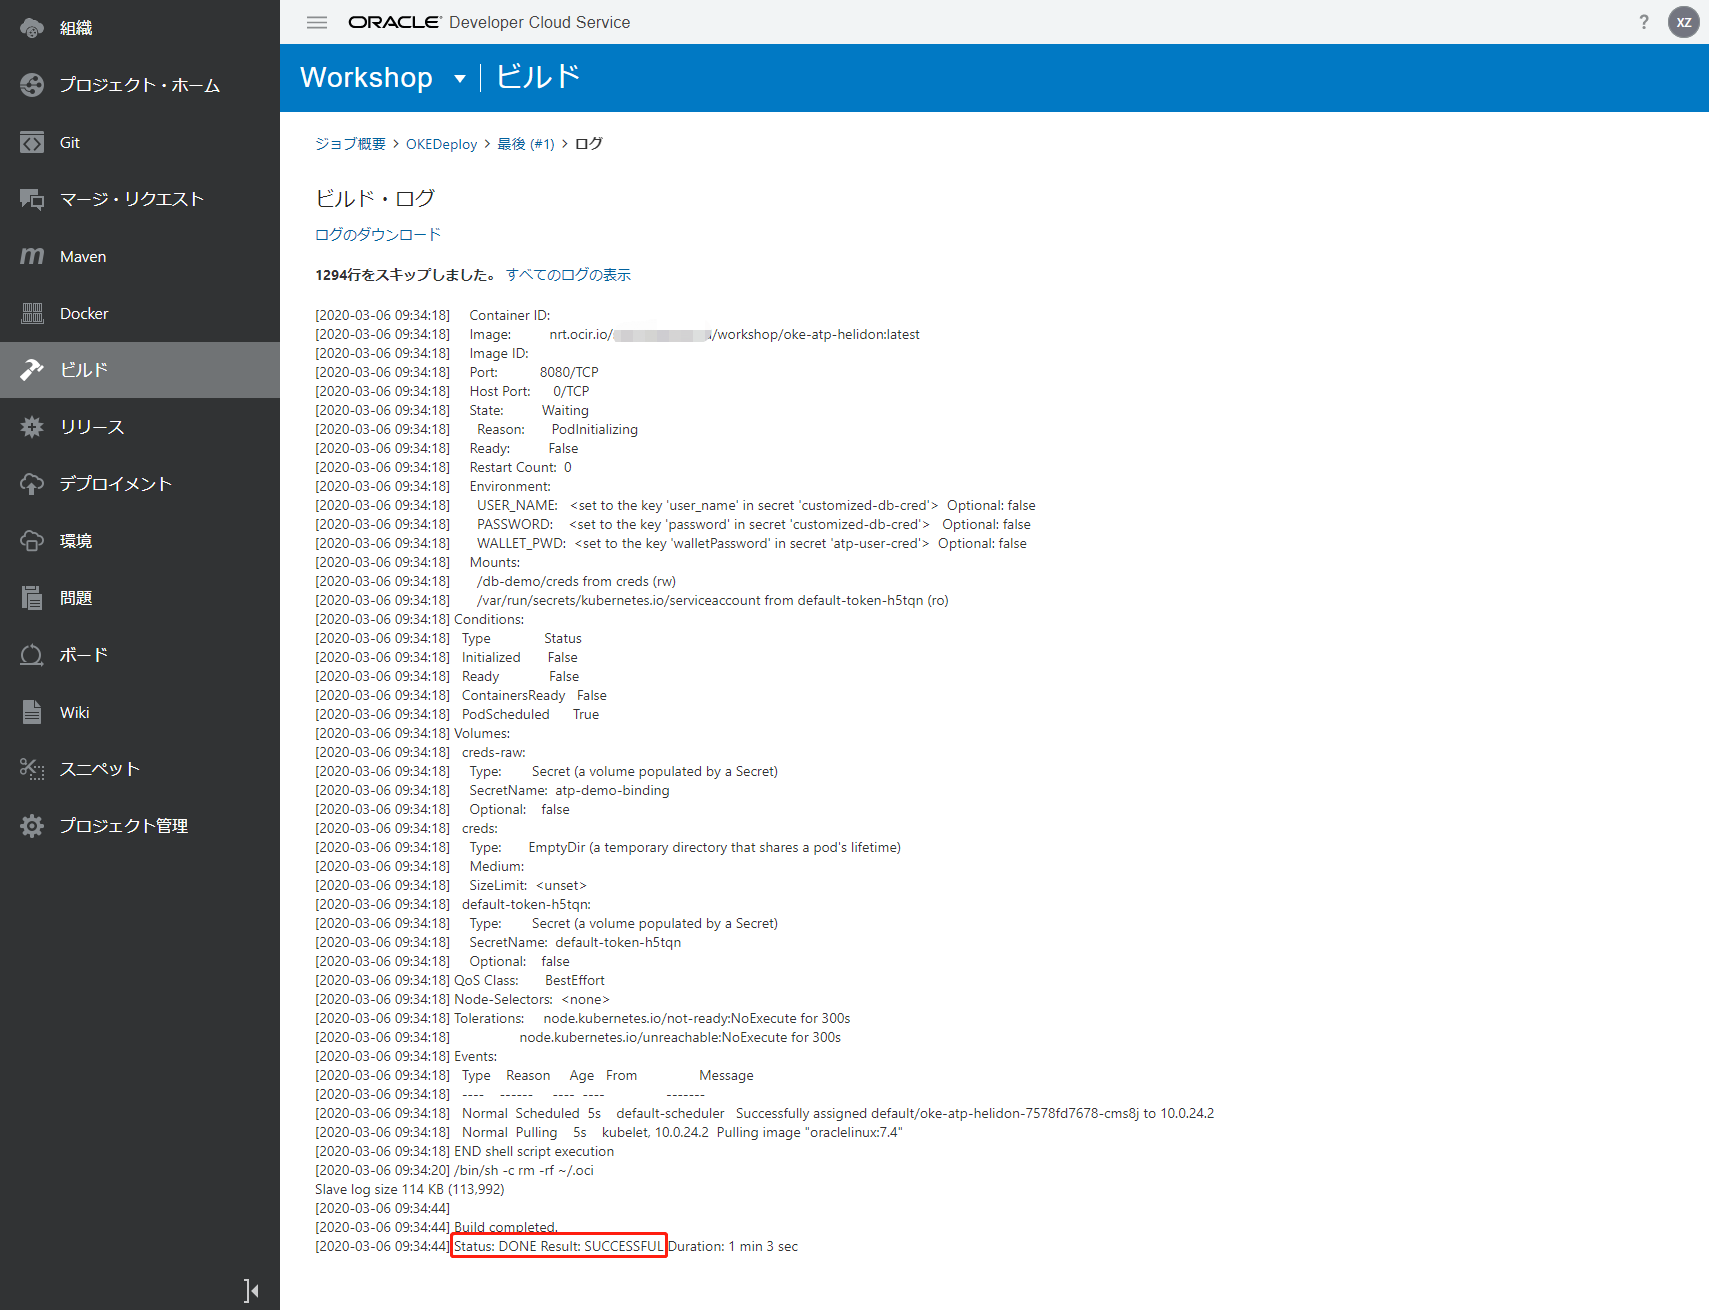 組織
プロジェクト・ホーム
Git
マージ・リクエスト
Maven
Docker
ビルド
リリース
デプロイメント
環境
問題
ボード
Wiki
スニペット
プロジェクト管理
ORACLE Developer Cloud Service
? XZ
Workshop ビルド
ジョブ概要 > OKEDeploy > 最後 (#1) > ログ
ビルド・ログ
ログのダウンロード
1294行をスキップしました。 すべてのログの表示
[2020-03-06 09:34:18] Container ID:
[2020-03-06 09:34:18] Image: nrt.ocir.io/ /workshop/oke-atp-helidon:latest
[2020-03-06 09:34:18] Image ID:
[2020-03-06 09:34:18] Port: 8080/TCP
[2020-03-06 09:34:18] Host Port: 0/TCP
[2020-03-06 09:34:18] State: Waiting
[2020-03-06 09:34:18] Reason: PodInitializing
[2020-03-06 09:34:18] Ready: False
[2020-03-06 09:34:18] Restart Count: 0
[2020-03-06 09:34:18] Environment:
[2020-03-06 09:34:18] USER_NAME: <set to the key 'user_name' in secret 'customized-db-cred'> Optional: false
[2020-03-06 09:34:18] PASSWORD: <set to the key 'password' in secret 'customized-db-cred'> Optional: false
[2020-03-06 09:34:18] WALLET_PWD: <set to the key 'walletPassword' in secret 'atp-user-cred'> Optional: false
[2020-03-06 09:34:18] Mounts:
[2020-03-06 09:34:18] /db-demo/creds from creds (rw)
[2020-03-06 09:34:18] /var/run/secrets/kubernetes.io/serviceaccount from default-token-h5tqn (ro)
[2020-03-06 09:34:18] Conditions:
[2020-03-06 09:34:18] Type Status
[2020-03-06 09:34:18] Initialized False
[2020-03-06 09:34:18] Ready False
[2020-03-06 09:34:18] ContainersReady False
[2020-03-06 09:34:18] PodScheduled True
[2020-03-06 09:34:18] Volumes:
[2020-03-06 09:34:18] creds-raw:
[2020-03-06 09:34:18] Type: Secret (a volume populated by a Secret)
[2020-03-06 09:34:18] SecretName: atp-demo-binding
[2020-03-06 09:34:18] Optional: false
[2020-03-06 09:34:18] creds:
[2020-03-06 09:34:18] Type: EmptyDir (a temporary directory that shares a pod's lifetime)
[2020-03-06 09:34:18] Medium:
[2020-03-06 09:34:18] SizeLimit: <unset>
[2020-03-06 09:34:18] default-token-h5tqn:
[2020-03-06 09:34:18] Type: Secret (a volume populated by a Secret)
[2020-03-06 09:34:18] SecretName: default-token-h5tqn
[2020-03-06 09:34:18] Optional: false
[2020-03-06 09:34:18] QoS Class: BestEffort
[2020-03-06 09:34:18] Node-Selectors: <none>
[2020-03-06 09:34:18] Tolerations: node.kubernetes.io/not-ready:NoExecute for 300s
[2020-03-06 09:34:18] node.kubernetes.io/unreachable:NoExecute for 300s
[2020-03-06 09:34:18] Events:
[2020-03-06 09:34:18] Type Reason Age From Message
[2020-03-06 09:34:18] ---- ------ ---- ---- -------
[2020-03-06 09:34:18] Normal Scheduled 5s default-scheduler Successfully assigned default/oke-atp-helidon-7578fd7678-cms8j to 10.0.24.2
[2020-03-06 09:34:18] Normal Pulling 5s kubelet, 10.0.24.2 Pulling image "oraclelinux:7.4"
[2020-03-06 09:34:18] END shell script execution
[2020-03-06 09:34:20] /bin/sh -c rm -rf ~/.oci
Slave log size 114 KB (113,992)
[2020-03-06 09:34:44]
[2020-03-06 09:34:44] Build completed.
[2020-03-06 09:34:44] Status: DONE Result: SUCCESSFUL Duration: 1 min 3 sec